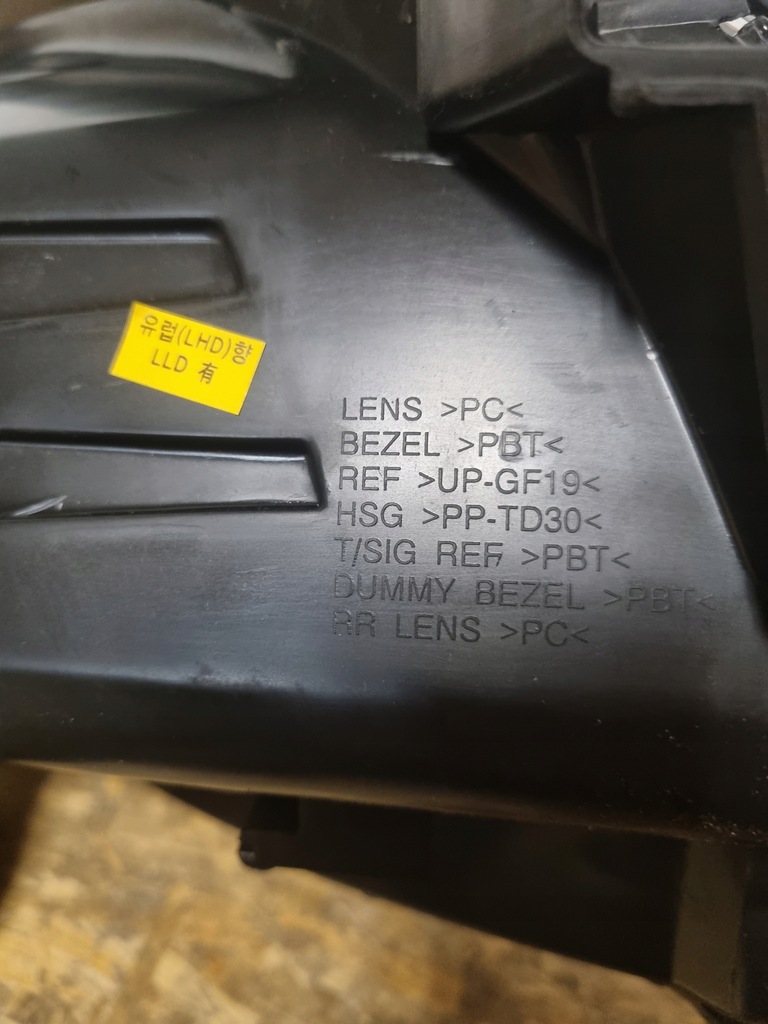 유럽(LHD)향
LLD 有
LENS >PC<
BEZEL >PBT<
REF >UP-GF19<
HSG >PP-TD30<
T/SIG REF >PBT<
DUMMY BEZEL >PBT<
RR LENS >PC<